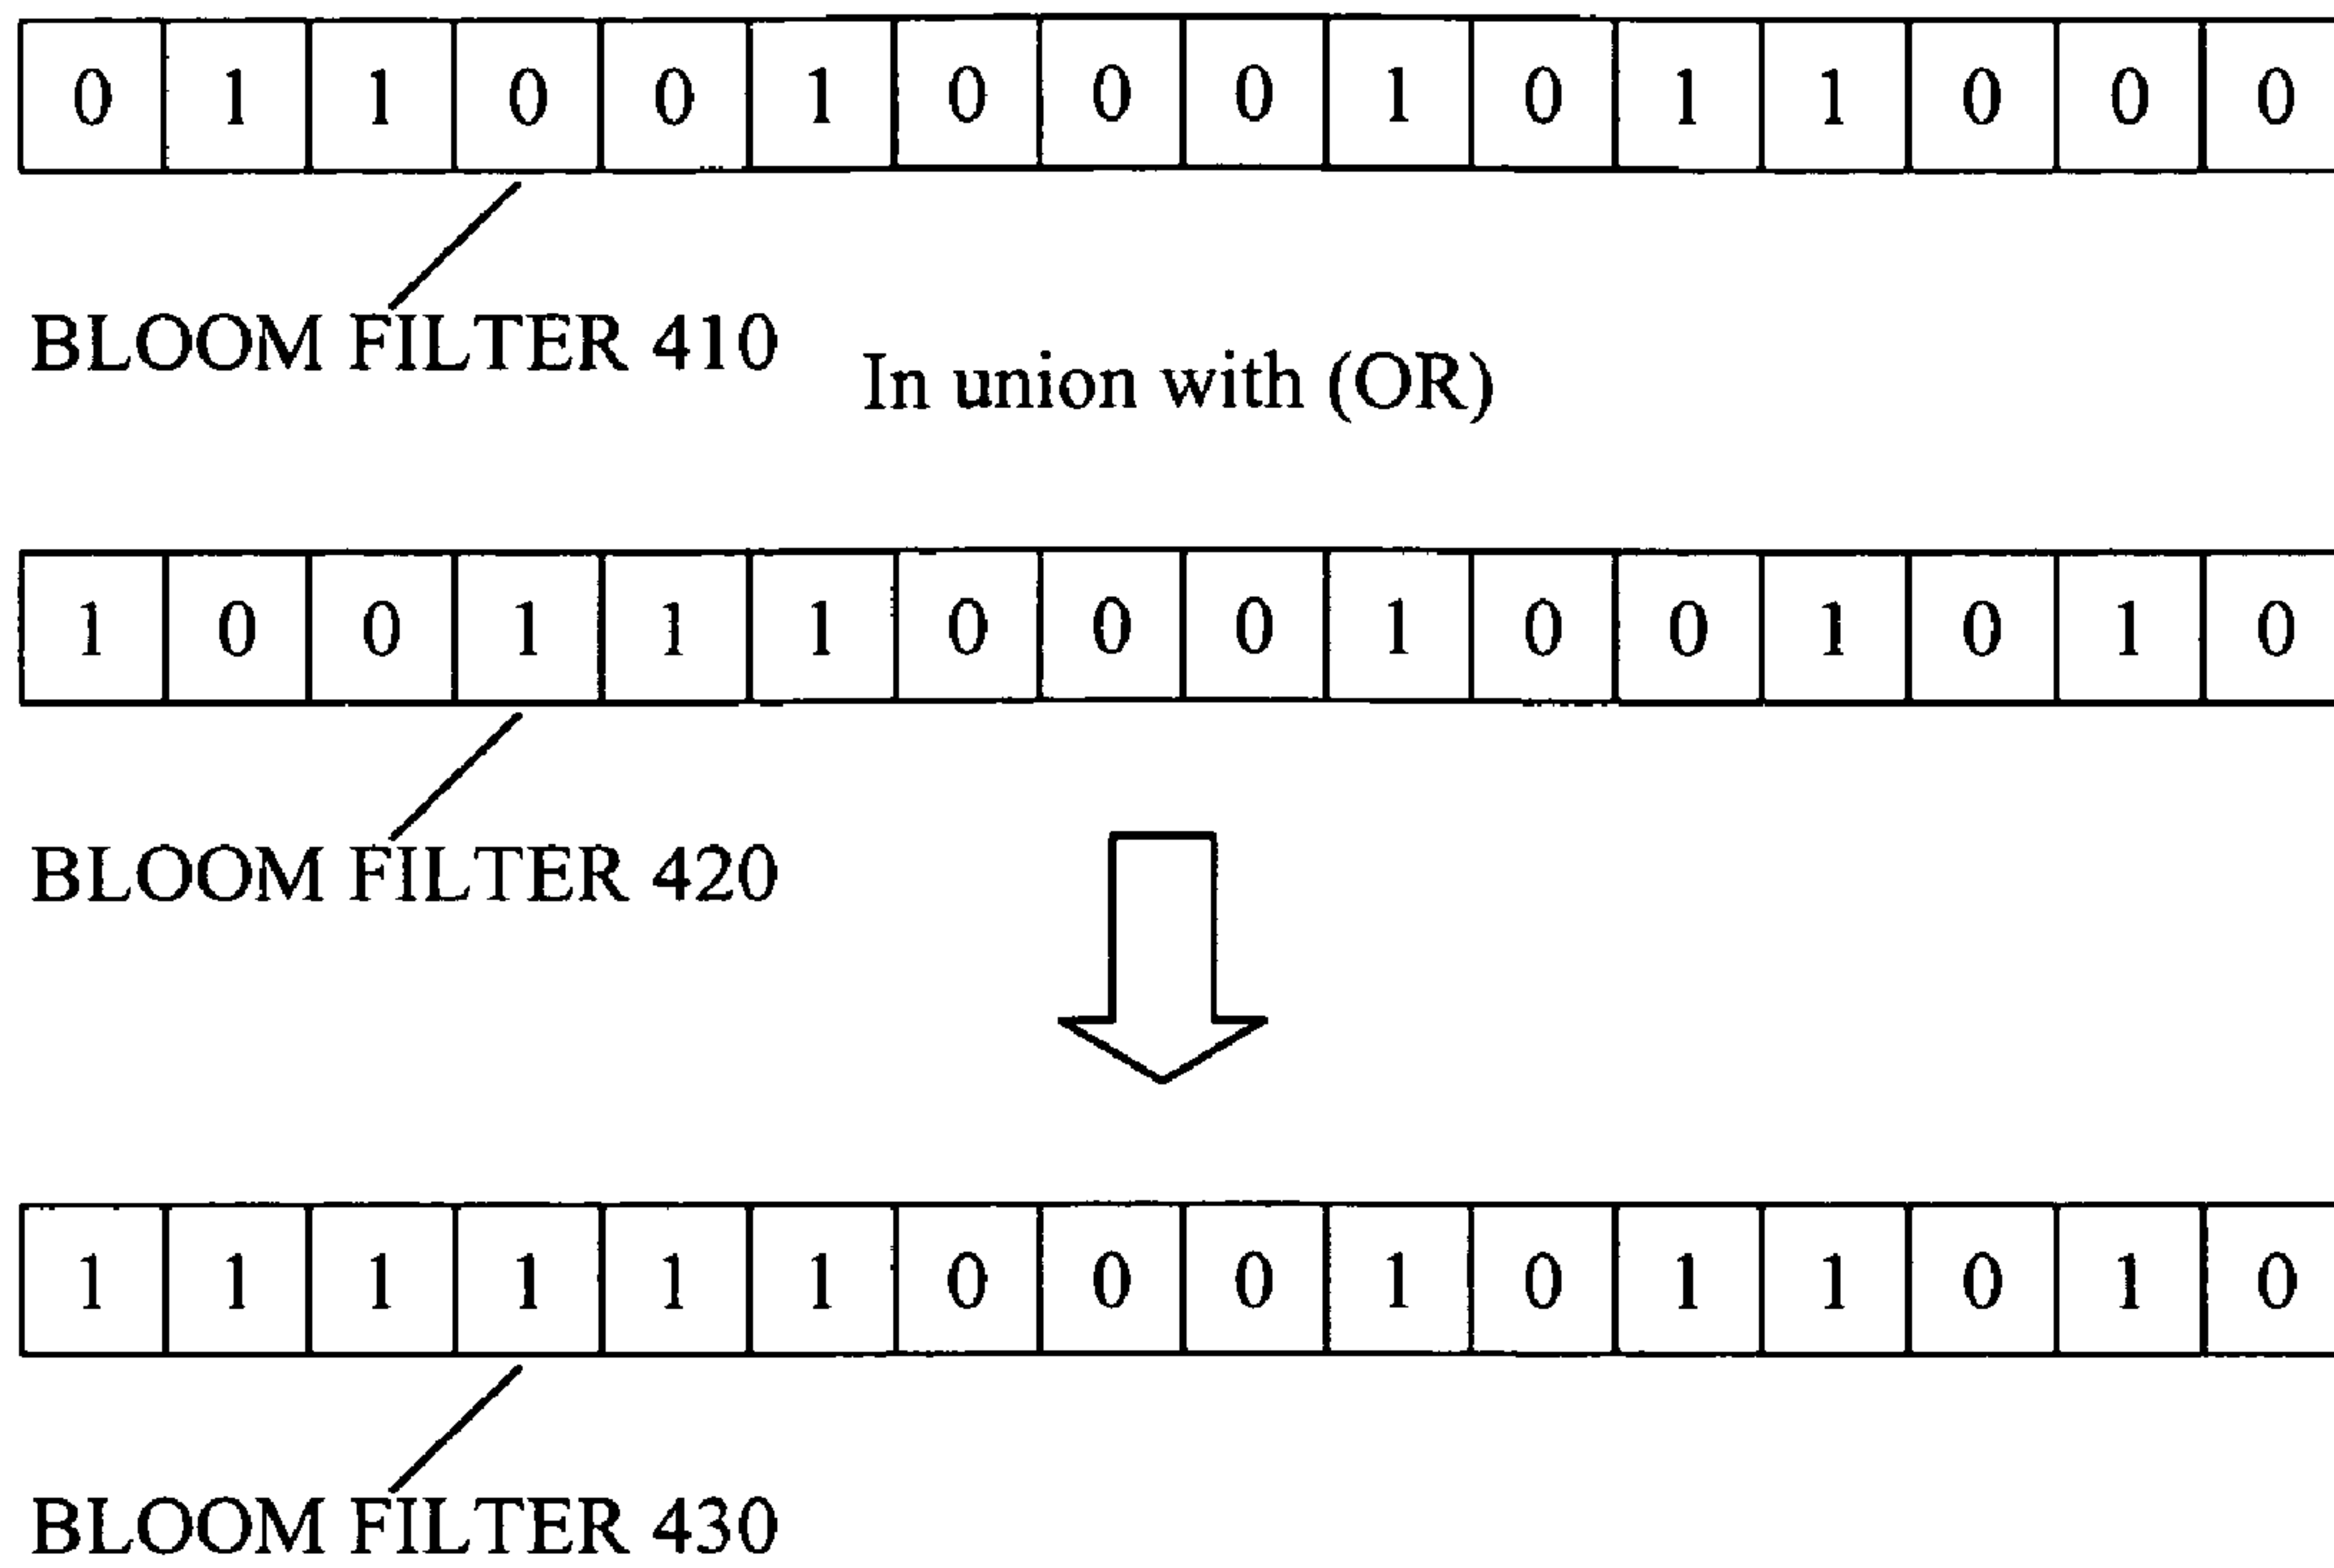 0 1 1 0 0 1 0 0 0 1 0 1 1 0 0 0
BLOOM FILTER 410
In union with (OR)
1 0 0 1 1 1 0 0 0 1 0 0 1 0 1 0
BLOOM FILTER 420
1 1 1 1 1 1 0 0 0 1 0 1 1 0 1 0
BLOOM FILTER 430